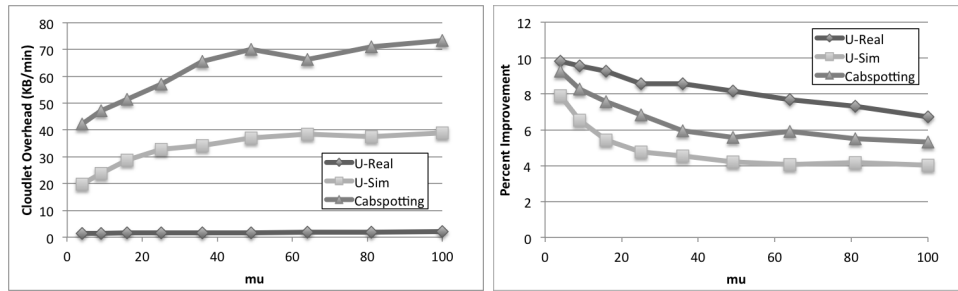 Cloudlet Overhead (KB/min)
80
70
60
50
40
30
20
10
0
U-Real
U-Sim
Cabspotting
0 20 40 60 80 100
mu
Percent Improvement
12
10
8
6
4
2
0
U-Real
U-Sim
Cabspotting
0 20 40 60 80 100
mu